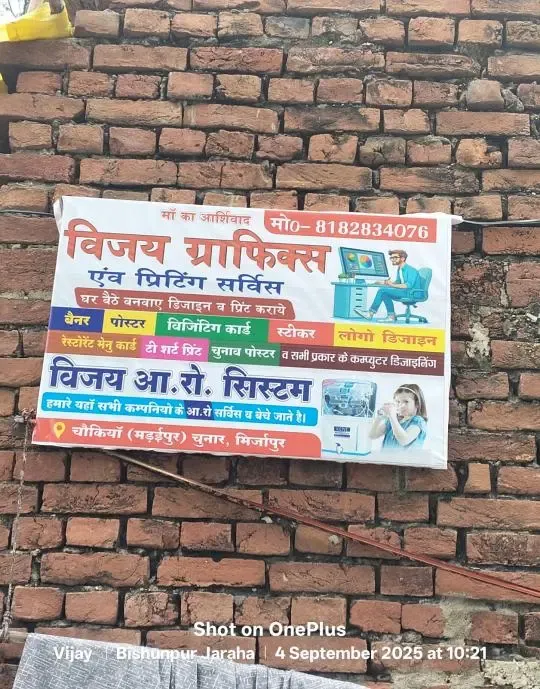 माँ का आर्शिवाद
मो०- 8182834076
विजय ग्राफिक्स
एंव प्रिटिंग सर्विस
घर बैठे बनवाए डिजाइन व प्रिंट कराये
बैनर पोस्टर विजिटिंग कार्ड स्टीकर लोगो डिजाइन
रेस्टोरेंट मेनु कार्ड टी शर्ट प्रिंट चुनाव पोस्टर व सभी प्रकार के कम्प्युटर डिजाइनिंग
विजय आ.रो. सिस्टम
हमारे यहाँ सभी कम्पनियो के आ.रो सर्विस व बेचे जाते है।
चौकियाँ (मड़ईपुर) चुनार, मिर्जापुर
Shot on OnePlus
Vijay | Bishunpur Jaraha | 4 September 2025 at 10:21